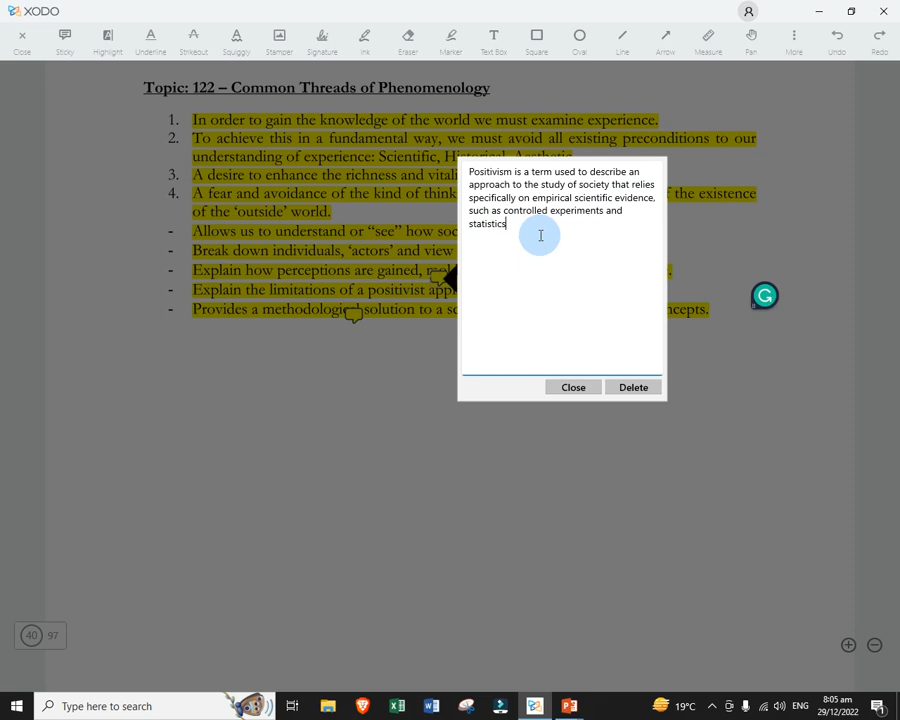 XODO
Close Sticky Highlight Underline Strikeout Squiggly Stamper Signature Ink Eraser Marker Text Box Square Oval Line Arrow Measure Pan More Undo Redo
Topic: 122 – Common Threads of Phenomenology
1. In order to gain the knowledge of the world we must examine experience.
2. To achieve this in a fundamental way, we must avoid all existing preconditions to our
understanding of experience: Scientific, Historical, Aesthetic.
3. A desire to enhance the richness and
4. A fear and avoidance of the kind of think
the existence
of the ‘outside’ world.
- Allows us to understand or “see” how
- Break down individuals, ‘actors’ and view
- Explain how perceptions are gained,
- Explain the limitations of a positivist
- Provides a methodological solution to a
Positivism is a term used to describe an
approach to the study of society that relies
specifically on empirical scientific evidence,
such as controlled experiments and
statistics
Close Delete
40 97
Type here to search
19°C
ENG
8:05 am
29/12/2022
1